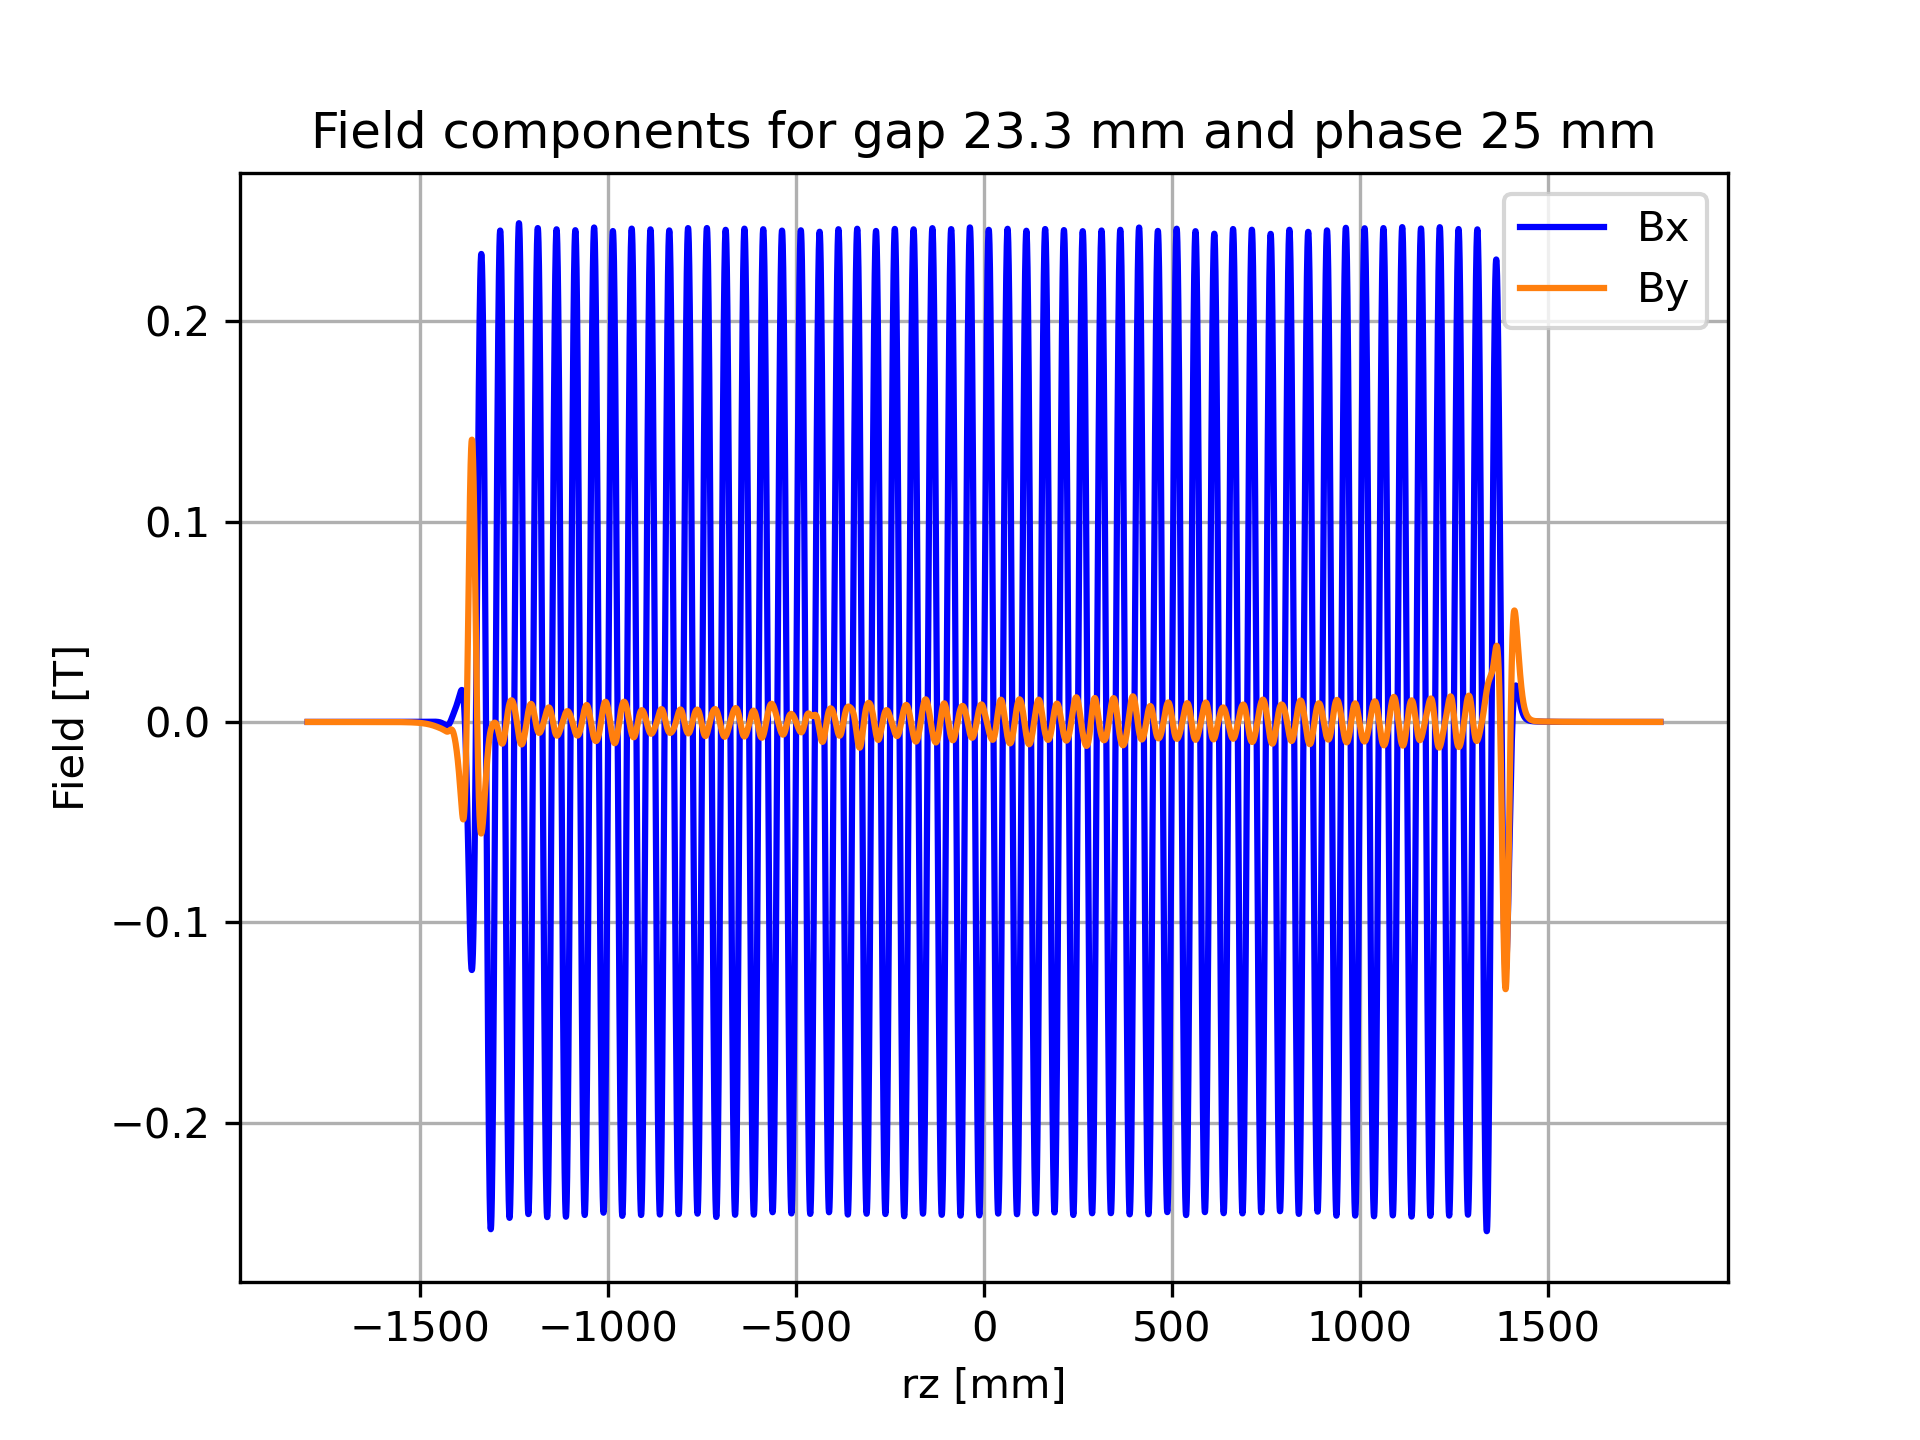 Field components for gap 23.3 mm and phase 25 mm
Bx
By
Field [T]
0.2
0.1
0.0
−0.1
−0.2
−1500
−1000
−500
0
500
1000
1500
rz [mm]